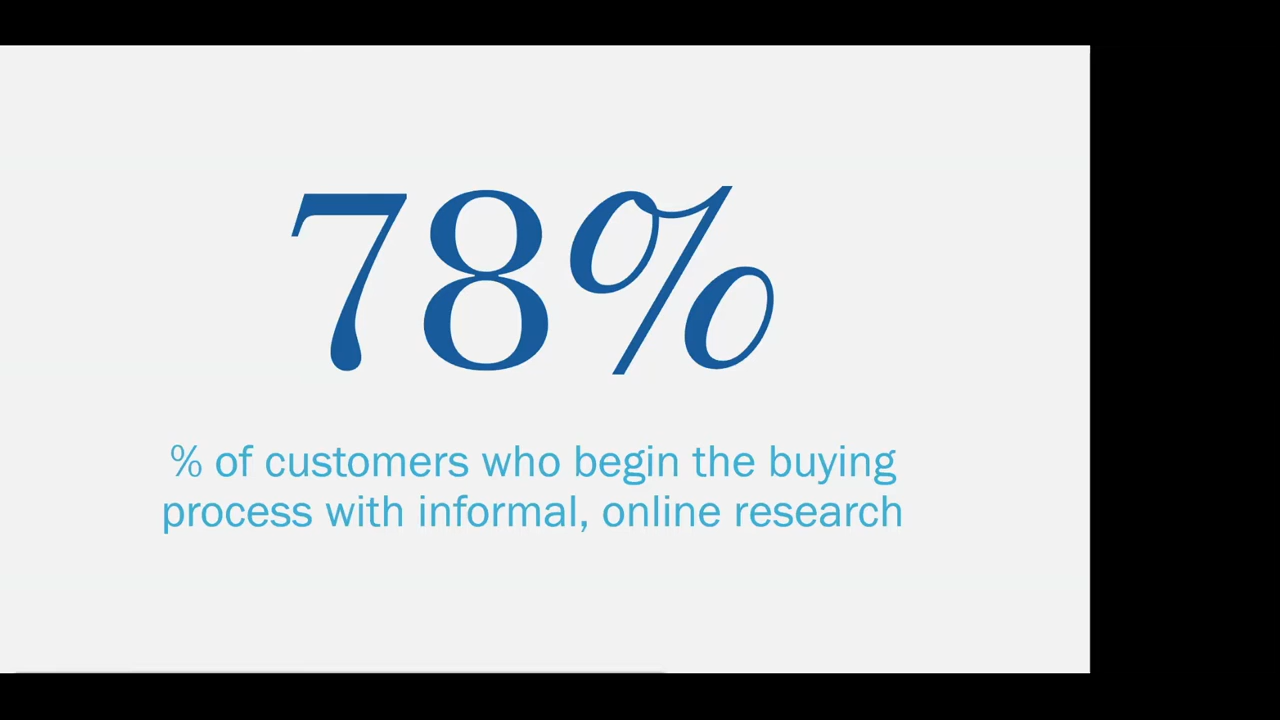 78%
% of customers who begin the buying
process with informal, online research